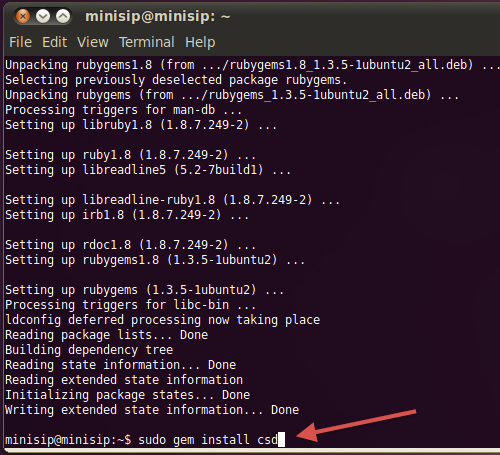 minisip@minisip: ~
File Edit View Terminal Help
Unpacking rubygems1.8 (from .../rubygems1.8_1.3.5-1ubuntu2_all.deb) ...
Selecting previously deselected package rubygems.
Unpacking rubygems (from .../rubygems_1.3.5-1ubuntu2_all.deb) ...
Processing triggers for man-db ...
Setting up libruby1.8 (1.8.7.249-2) ...
Setting up ruby1.8 (1.8.7.249-2) ...
Setting up libreadline5 (5.2-7build1) ...
Setting up libreadline-ruby1.8 (1.8.7.249-2) ...
Setting up irb1.8 (1.8.7.249-2) ...
Setting up rdoc1.8 (1.8.7.249-2) ...
Setting up rubygems1.8 (1.3.5-1ubuntu2) ...
Setting up rubygems (1.3.5-1ubuntu2) ...
Processing triggers for libc-bin ...
ldconfig deferred processing now taking place
Reading package lists... Done
Building dependency tree
Reading state information... Done
Reading extended state information
Initializing package states... Done
Writing extended state information... Done
minisip@minisip:~$ sudo gem install csd